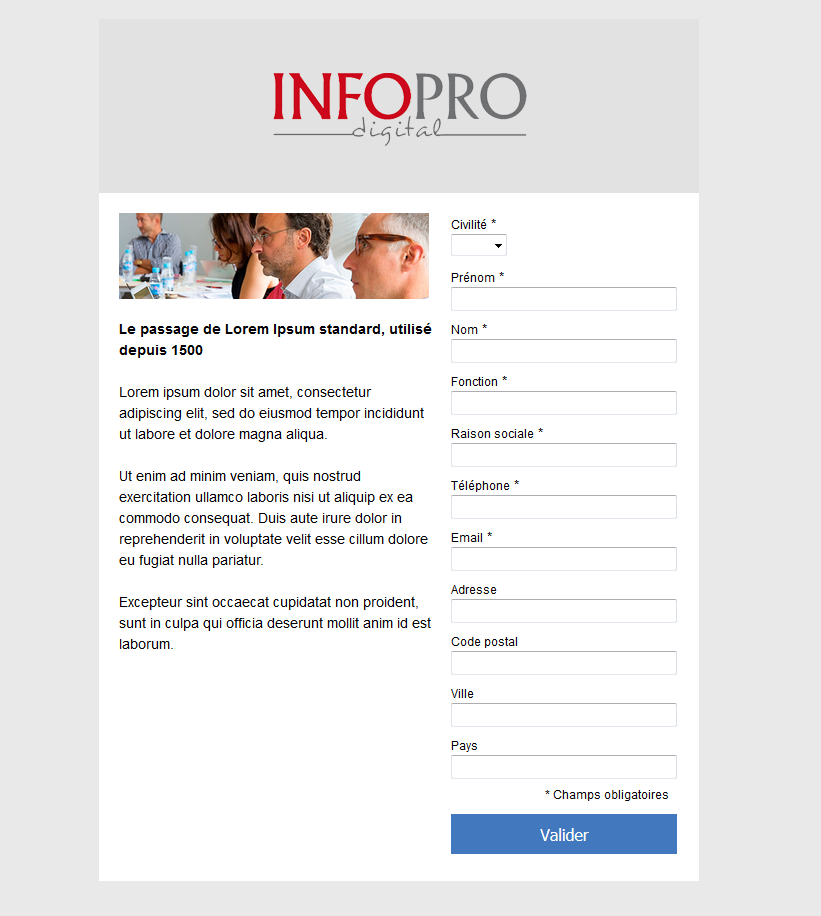 INFOPRO
digital
Le passage de Lorem Ipsum standard, utilisé
depuis 1500
Lorem ipsum dolor sit amet, consectetur
adipiscing elit, sed do eiusmod tempor incididunt
ut labore et dolore magna aliqua.
Ut enim ad minim veniam, quis nostrud
exercitation ullamco laboris nisi ut aliquip ex ea
commodo consequat. Duis aute irure dolor in
reprehenderit in voluptate velit esse cillum dolore
eu fugiat nulla pariatur.
Excepteur sint occaecat cupidatat non proident,
sunt in culpa qui officia deserunt mollit anim id est
laborum.
Civilité *
Prénom *
Nom *
Fonction *
Raison sociale *
Téléphone *
Email *
Adresse
Code postal
Ville
Pays
* Champs obligatoires
Valider